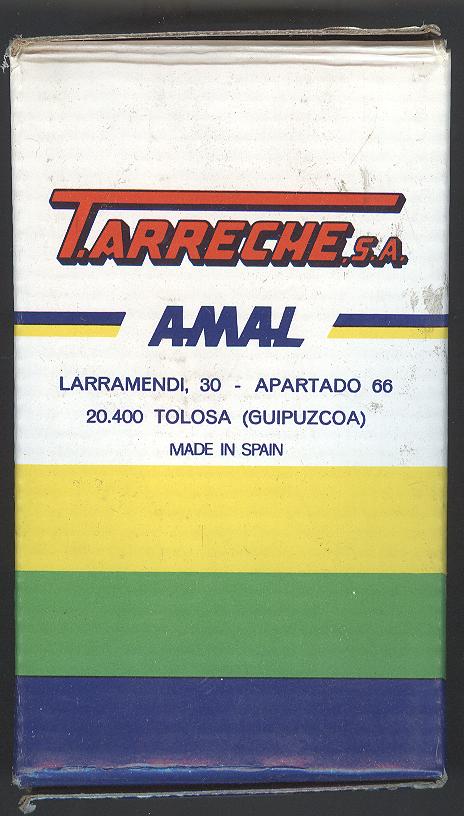 T.ARRECHE, S.A.
AMAL
LARRAMENDI, 30 - APARTADO 66
20.400 TOLOSA (GUIPUZCOA)
MADE IN SPAIN